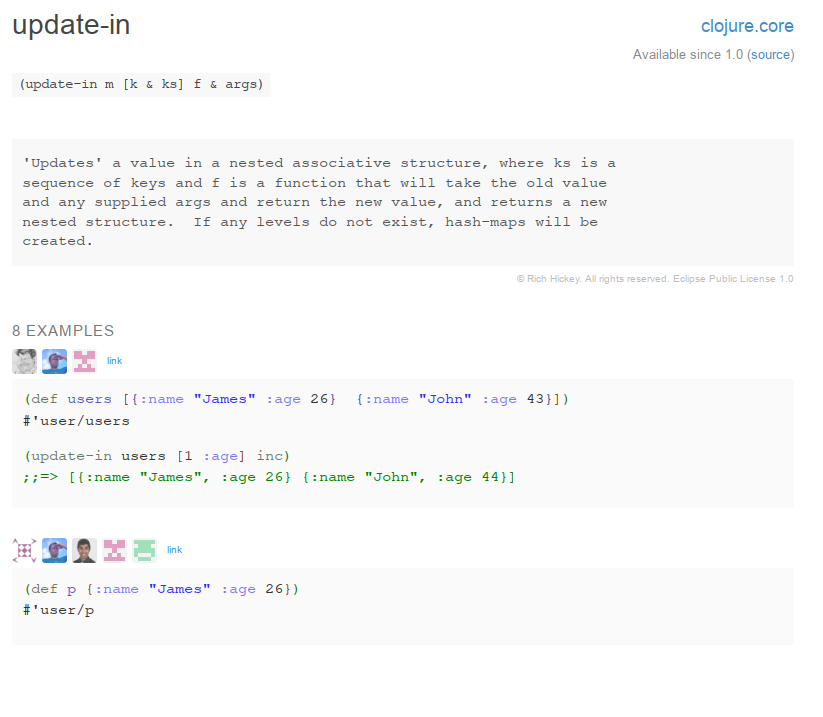 update-in
clojure.core
Available since 1.0 (source)
(update-in m [k & ks] f & args)
'Updates' a value in a nested associative structure, where ks is a
sequence of keys and f is a function that will take the old value
and any supplied args and return the new value, and returns a new
nested structure.  If any levels do not exist, hash-maps will be
created.
© Rich Hickey. All rights reserved. Eclipse Public License 1.0
8 EXAMPLES
link
(def users [{:name "James" :age 26}  {:name "John" :age 43}])
#'user/users
(update-in users [1 :age] inc)
;;=> [{:name "James", :age 26} {:name "John", :age 44}]
link
(def p {:name "James" :age 26})
#'user/p